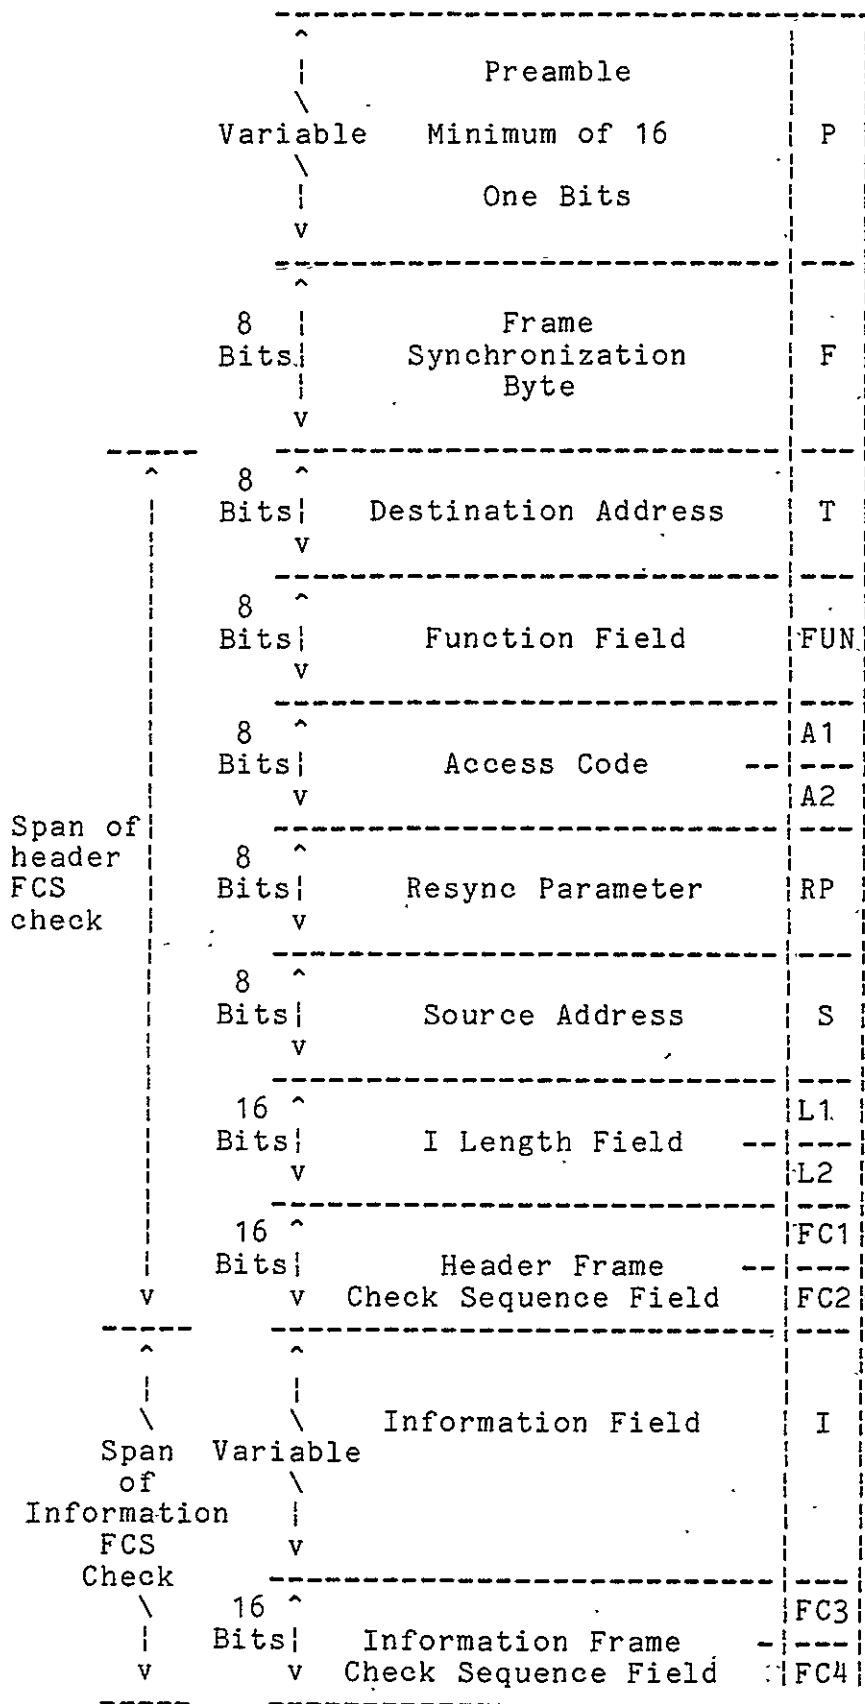 Preamble
Variable Minimum of 16 P
One Bits
8 Frame
Bits Synchronization F
Byte
8
Bits Destination Address T
8
Bits Function Field FUN
8 A1
Bits Access Code
A2
Span of
header 8
FCS Bits Resync Parameter RP
check
8
Bits Source Address S
16 L1
Bits I Length Field
L2
16 FC1
Bits Header Frame
Check Sequence Field FC2
Information Field I
Span Variable
of
Information
FCS
Check
16 FC3
Bits Information Frame
Check Sequence Field FC4